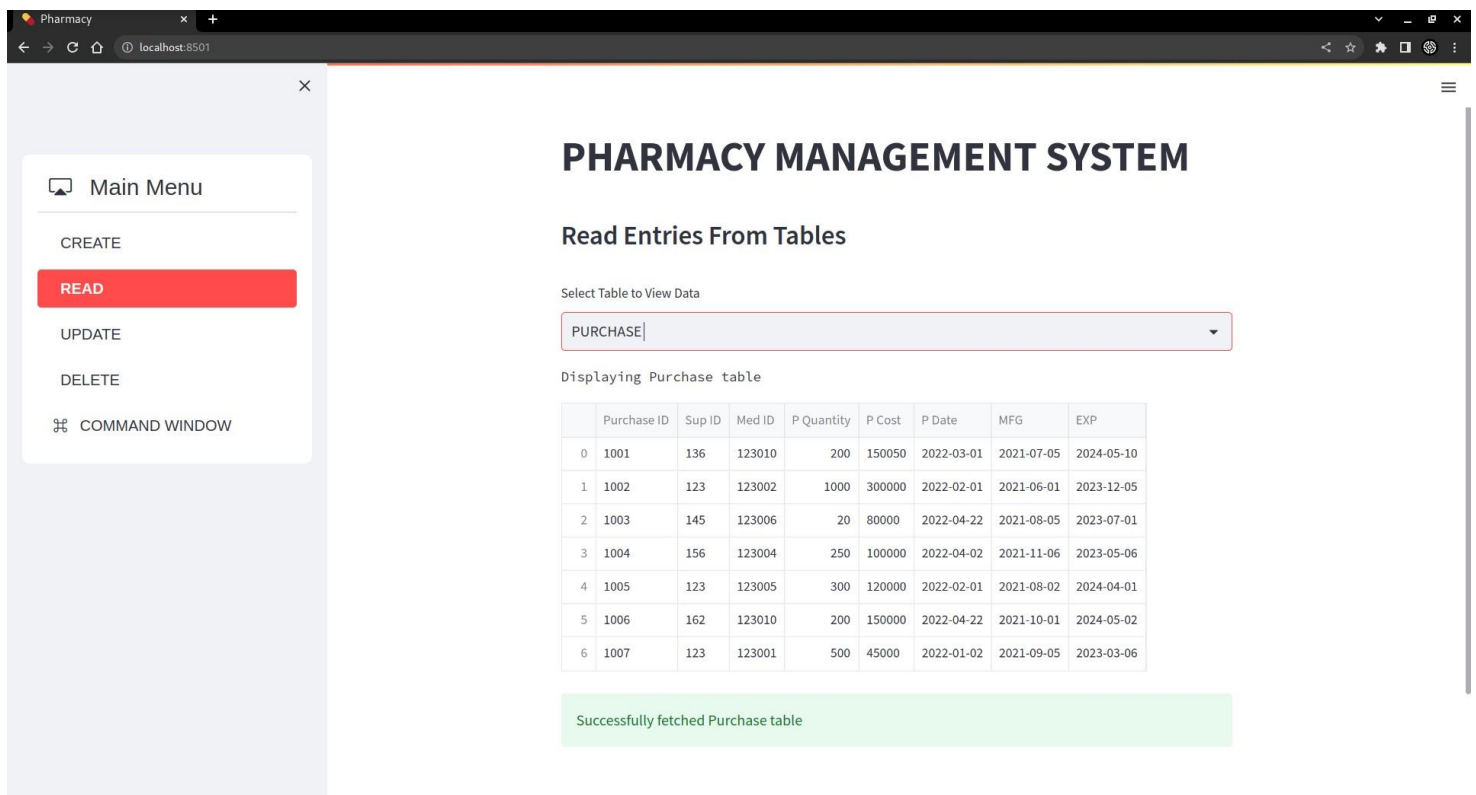 Pharmacy
localhost:8501
Main Menu
CREATE
READ
UPDATE
DELETE
COMMAND WINDOW
PHARMACY MANAGEMENT SYSTEM
Read Entries From Tables
Select Table to View Data
PURCHASE
Displaying Purchase table
Purchase ID Sup ID Med ID P Quantity P Cost P Date MFG EXP
0 1001 136 123010 200 150050 2022-03-01 2021-07-05 2024-05-10
1 1002 123 123002 1000 300000 2022-02-01 2021-06-01 2023-12-05
2 1003 145 123006 20 80000 2022-04-22 2021-08-05 2023-07-01
3 1004 156 123004 250 100000 2022-04-02 2021-11-06 2023-05-06
4 1005 123 123005 300 120000 2022-02-01 2021-08-02 2024-04-01
5 1006 162 123010 200 150000 2022-04-22 2021-10-01 2024-05-02
6 1007 123 123001 500 45000 2022-01-02 2021-09-05 2023-03-06
Successfully fetched Purchase table